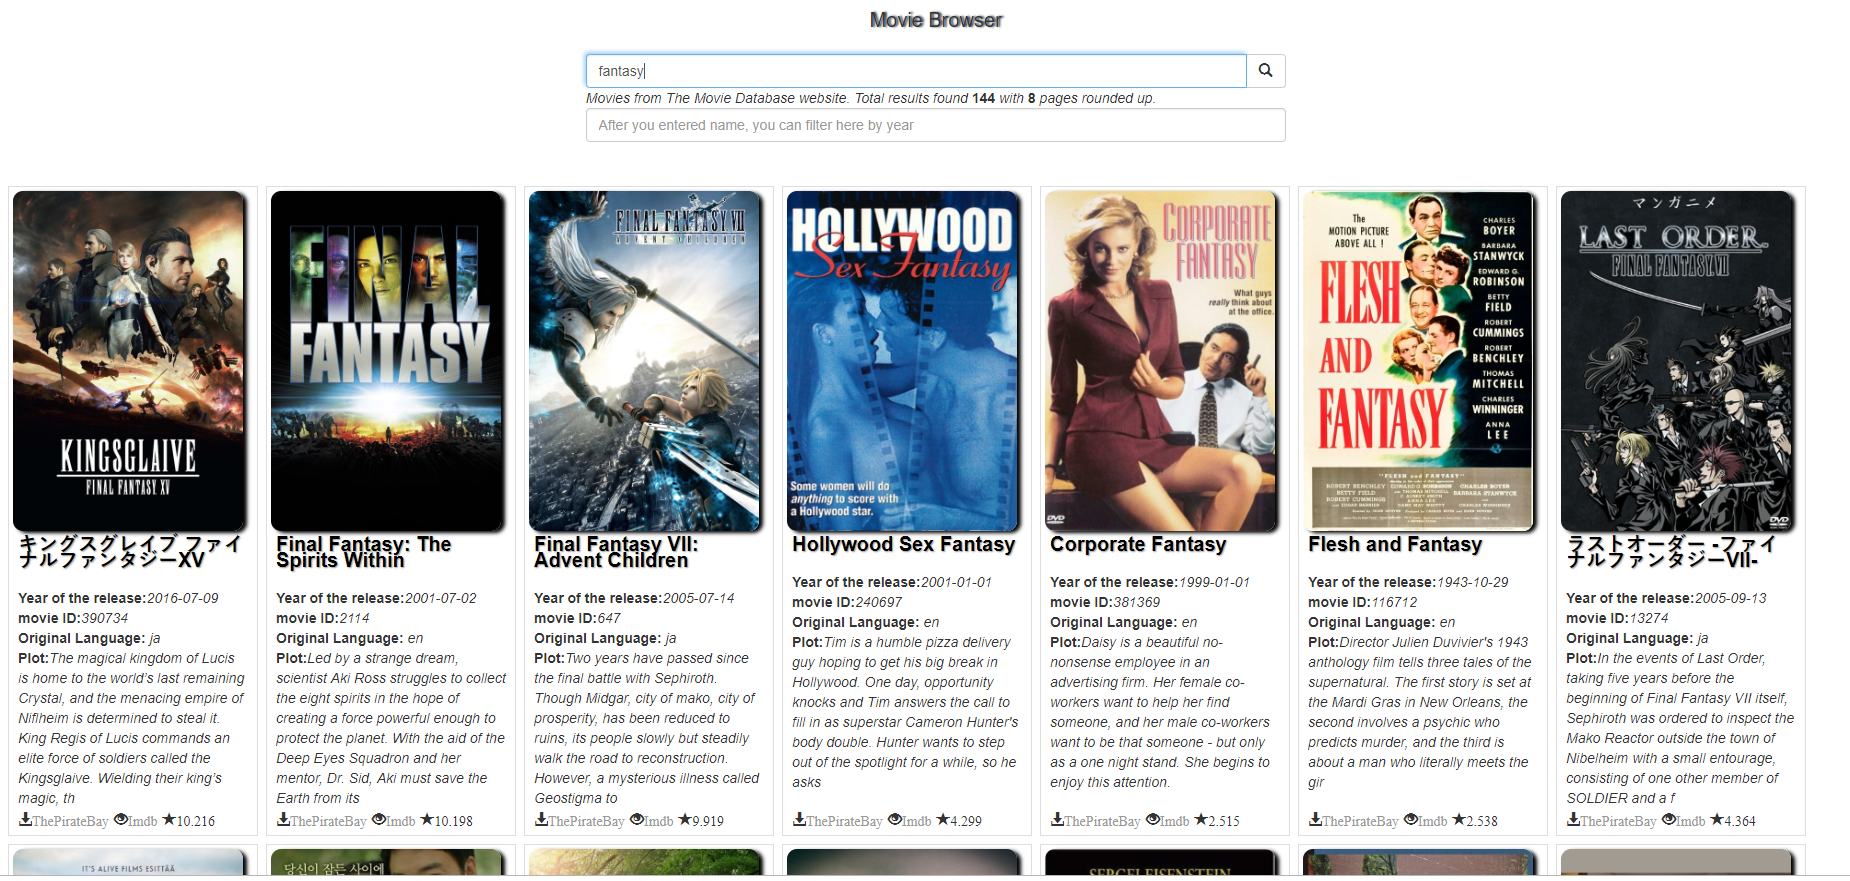 Movie Browser
fantasy
Movies from The Movie Database website. Total results found 144 with 8 pages rounded up.
After you entered name, you can filter here by year
KINGSGLAIVE
FINAL FANTASY XV
キングスグレイブ ファイ
ナルファンタジーXV
Year of the release:2016-07-09
movie ID:390734
Original Language: ja
Plot:The magical kingdom of Lucis
is home to the world's last remaining
Crystal, and the menacing empire of
Niflheim is determined to steal it.
King Regis of Lucis commands an
elite force of soldiers called the
Kingsglaive. Wielding their king's
magic, th
ThePirateBay Imdb 10.216
FINAL
FANTASY
Final Fantasy: The
Spirits Within
Year of the release:2001-07-02
movie ID:2114
Original Language: en
Plot:Led by a strange dream,
scientist Aki Ross struggles to collect
the eight spirits in the hope of
creating a force powerful enough to
protect the planet. With the aid of the
Deep Eyes Squadron and her
mentor, Dr. Sid, Aki must save the
Earth from its
ThePirateBay Imdb 10.198
FINAL FANTASY VII
ADVENT CHILDREN
Final Fantasy VII:
Advent Children
Year of the release:2005-07-14
movie ID:647
Original Language: ja
Plot:Two years have passed since
the final battle with Sephiroth.
Though Midgar, city of mako, city of
prosperity, has been reduced to
ruins, its people slowly but steadily
walk the road to reconstruction.
However, a mysterious illness called
Geostigma to
ThePirateBay Imdb 9.919
HOLLYWOOD
Sex Fantasy
Some women will do
anything to score with
a Hollywood star.
Hollywood Sex Fantasy
Year of the release:2001-01-01
movie ID:240697
Original Language: en
Plot:Tim is a humble pizza delivery
guy hoping to get his big break in
Hollywood. One day, opportunity
knocks and Tim answers the call to
fill in as superstar Cameron Hunter's
body double. Hunter wants to step
out of the spotlight for a while, so he
asks
ThePirateBay Imdb 4.299
CORPORATE
FANTASY
What guys
really think about
at the office.
DVD
Corporate Fantasy
Year of the release:1999-01-01
movie ID:381369
Original Language: en
Plot:Daisy is a beautiful no-
nonsense employee in an
advertising firm. Her female co-
workers want to help her find
someone, and her male co-workers
want to be that someone - but only
as a one night stand. She begins to
enjoy this attention.
ThePirateBay Imdb 2.515
The
MOTION PICTURE
ABOVE ALL !
FLESH
AND
FANTASY
CHARLES
BOYER
BARBARA
STANWYCK
EDWARD G.
ROBINSON
BETTY
FIELD
ROBERT
CUMMINGS
ROBERT
BENCHLEY
THOMAS
MITCHELL
CHARLES
WINNINGER
ANNA
LEE
"FLESH and FANTASY"
Flesh and Fantasy
Year of the release:1943-10-29
movie ID:116712
Original Language: en
Plot:Director Julien Duvivier's 1943
anthology film tells three tales of the
supernatural. The first story is set at
the Mardi Gras in New Orleans, the
second involves a psychic who
predicts murder, and the third is
about a man who literally meets the
gir
ThePirateBay Imdb 2.538
マンガニメ
LAST ORDER
FINAL FANTASY VII
DVD
ラストオーダー -ファイ
ナルファンタジーVII-
Year of the release:2005-09-13
movie ID:13274
Original Language: ja
Plot:In the events of Last Order,
taking five years before the
beginning of Final Fantasy VII itself,
Sephiroth was ordered to inspect the
Mako Reactor outside the town of
Nibelheim with a small entourage,
consisting of one other member of
SOLDIER and a f
ThePirateBay Imdb 4.364
IT'S ALIVE FILMS ESITTÄÄ
당신이 잠든 사이에
SERGEI EISENSTEIN